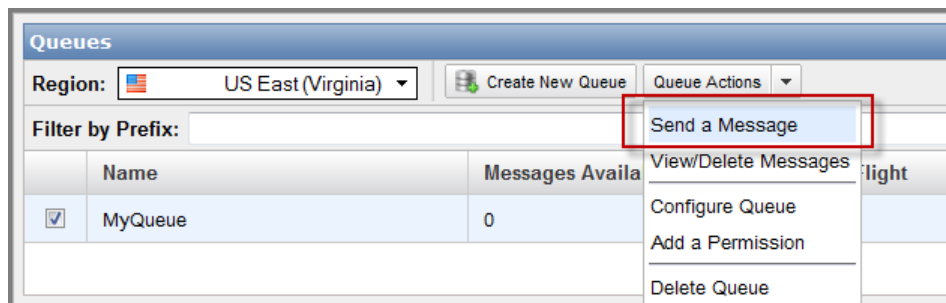 Queues
Region: US East (Virginia) Create New Queue Queue Actions
Filter by Prefix: Send a Message
View/Delete Messages
Name Messages Availa Flight
Configure Queue
MyQueue 0
Add a Permission
Delete Queue